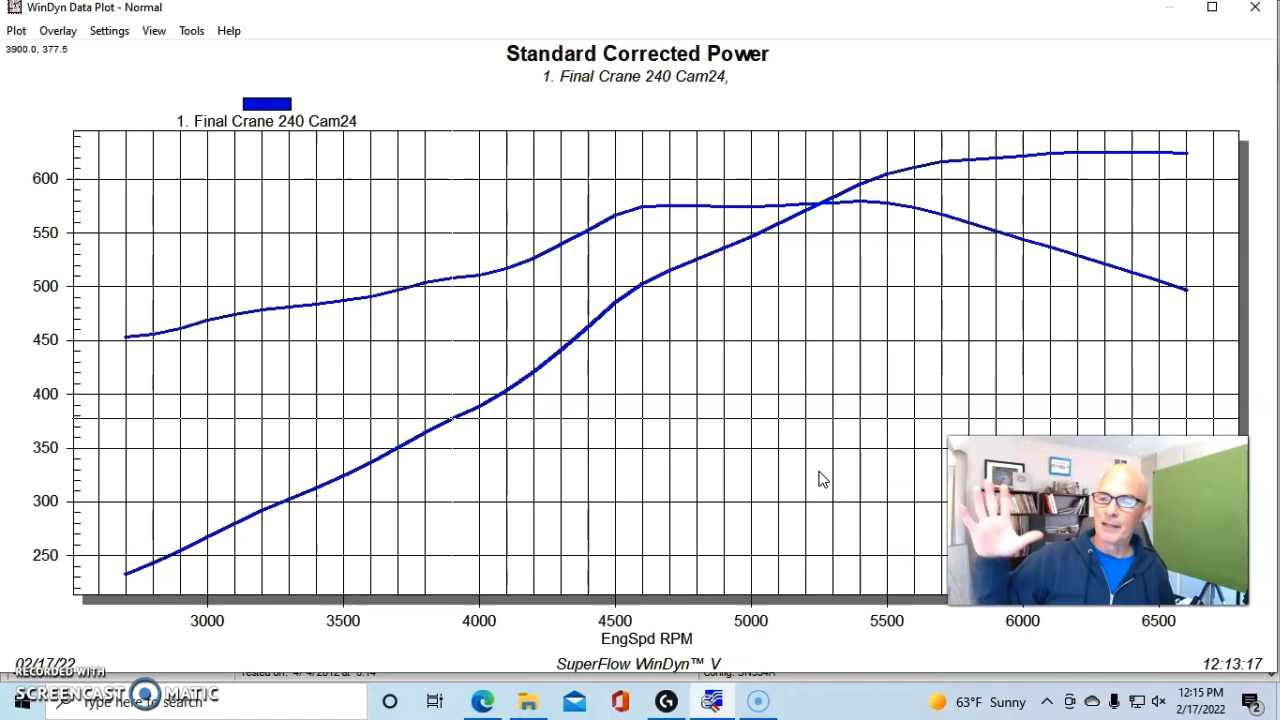 WinDyn Data Plot - Normal
Plot Overlay Settings View Tools Help
3900.0, 377.5
Standard Corrected Power
1. Final Crane 240 Cam24,
1. Final Crane 240 Cam24
600
550
500
450
400
350
300
250
3000 3500 4000 4500 5000 5500 6000 6500
EngSpd RPM
02/17/22 SuperFlow WinDyn™ V 12:13:17
RECORDED WITH
SCREENCAST MATIC
Type here to search
63°F Sunny
12:15 PM
2/17/2022
2